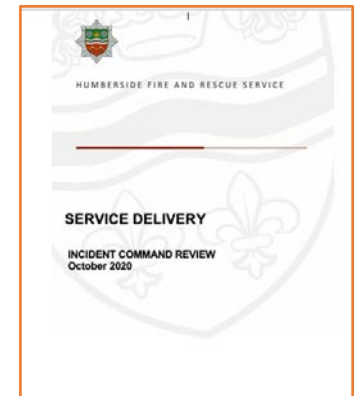 HUMBERSIDE FIRE AND RESCUE SERVICE
SERVICE DELIVERY
INCIDENT COMMAND REVIEW
October 2020